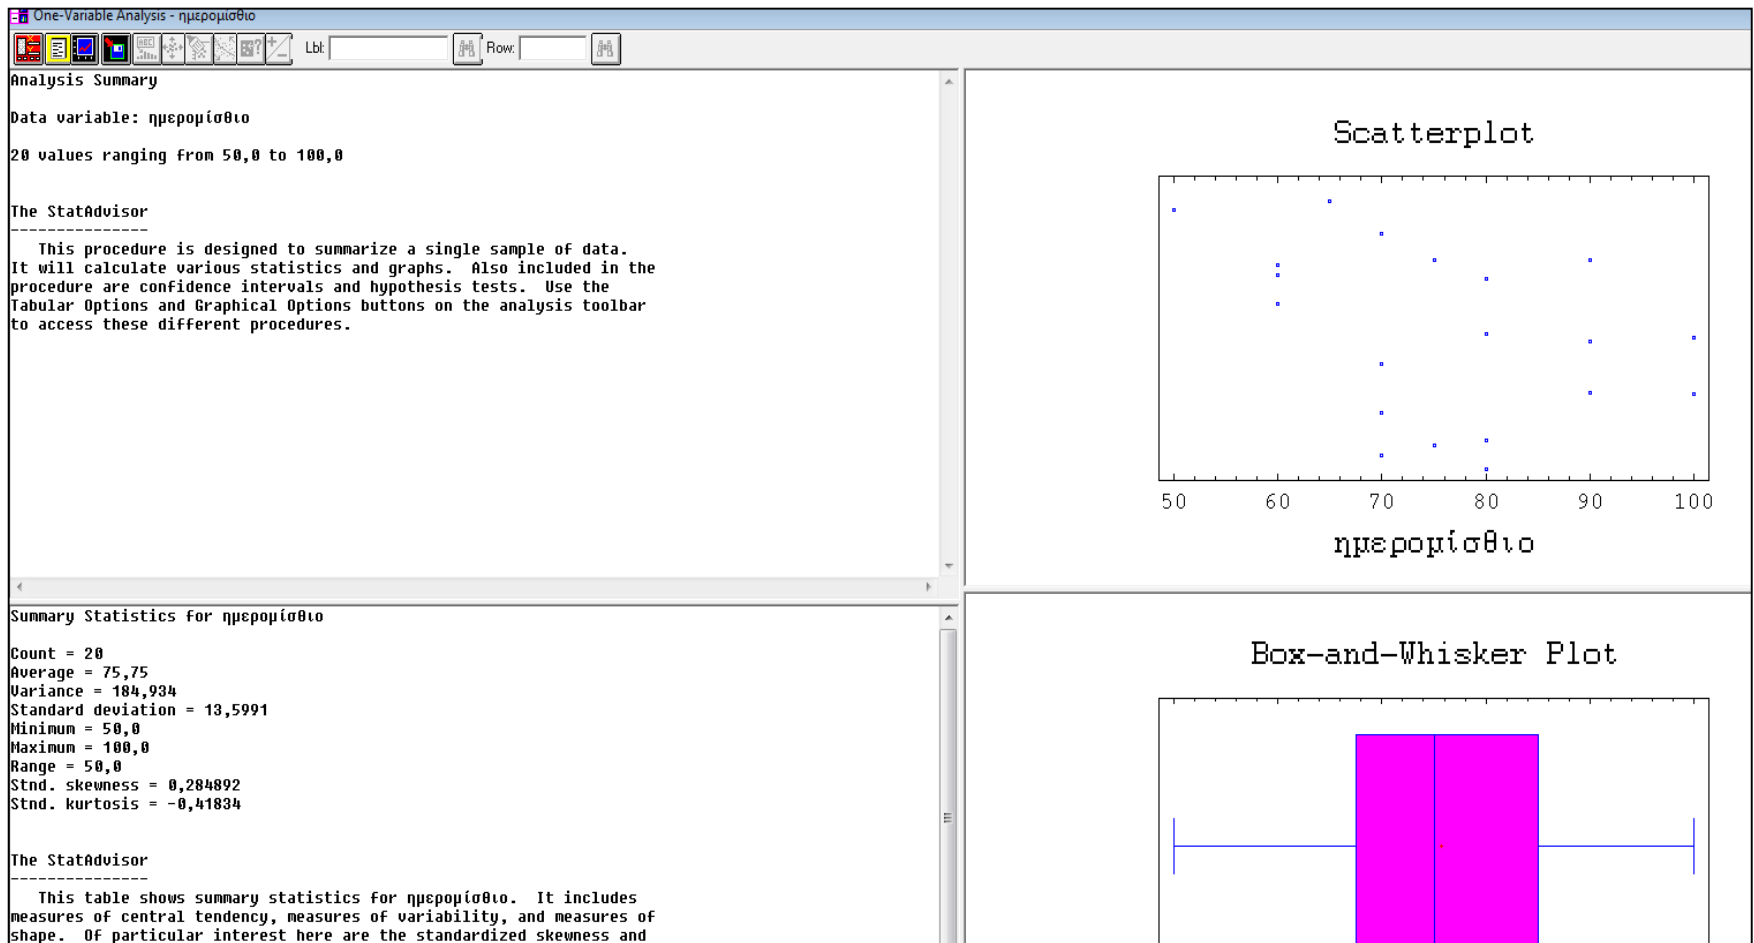 One-Variable Analysis - ημερομίσθιο
Lbl: Row:
Analysis Summary
Data variable: ημερομίσθιο
20 values ranging from 50,0 to 100,0
The StatAdvisor
---------------
This procedure is designed to summarize a single sample of data.
It will calculate various statistics and graphs.  Also included in the
procedure are confidence intervals and hypothesis tests.  Use the
Tabular Options and Graphical Options buttons on the analysis toolbar
to access these different procedures.
Scatterplot
50 60 70 80 90 100
ημερομίσθιο
Summary Statistics for ημερομίσθιο
Count = 20
Average = 75,75
Variance = 184,934
Standard deviation = 13,5991
Minimum = 50,0
Maximum = 100,0
Range = 50,0
Stnd. skewness = 0,284892
Stnd. kurtosis = -0,41834
The StatAdvisor
---------------
This table shows summary statistics for ημερομίσθιο.  It includes
measures of central tendency, measures of variability, and measures of
shape.  Of particular interest here are the standardized skewness and
Box-and-Whisker Plot